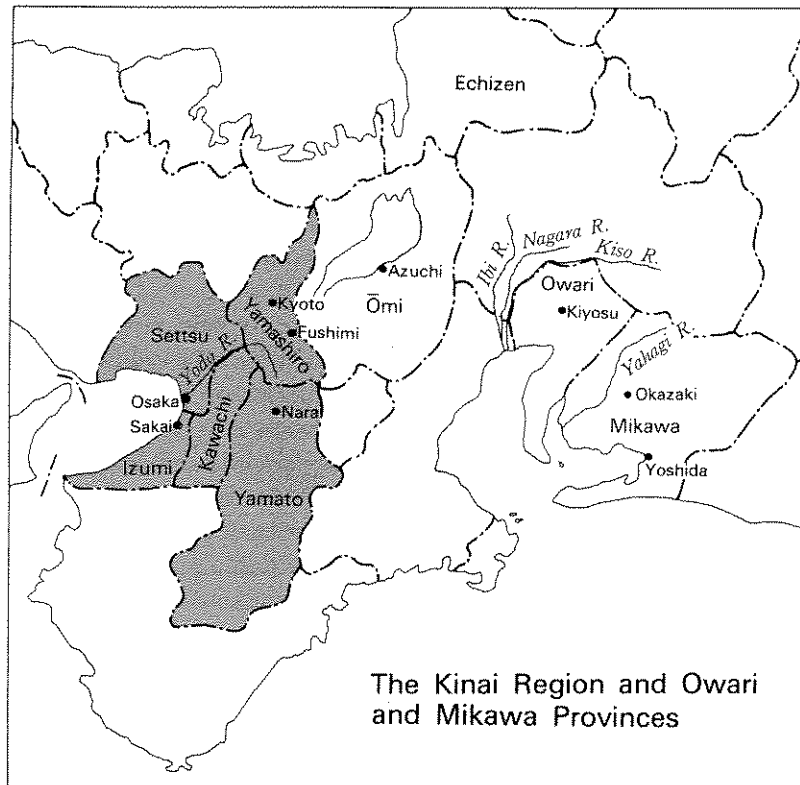 Echizen
Ibi R.
Nagara R.
Kiso R.
Azuchi
Owari
Kyoto
Ōmi
Kiyosu
Yamashiro
Settsu
Fushimi
Yodo R.
Yahagi R.
Osaka
Okazaki
Nara
Sakai
Kawachi
Mikawa
Izumi
Yoshida
Yamato
The Kinai Region and Owari
and Mikawa Provinces